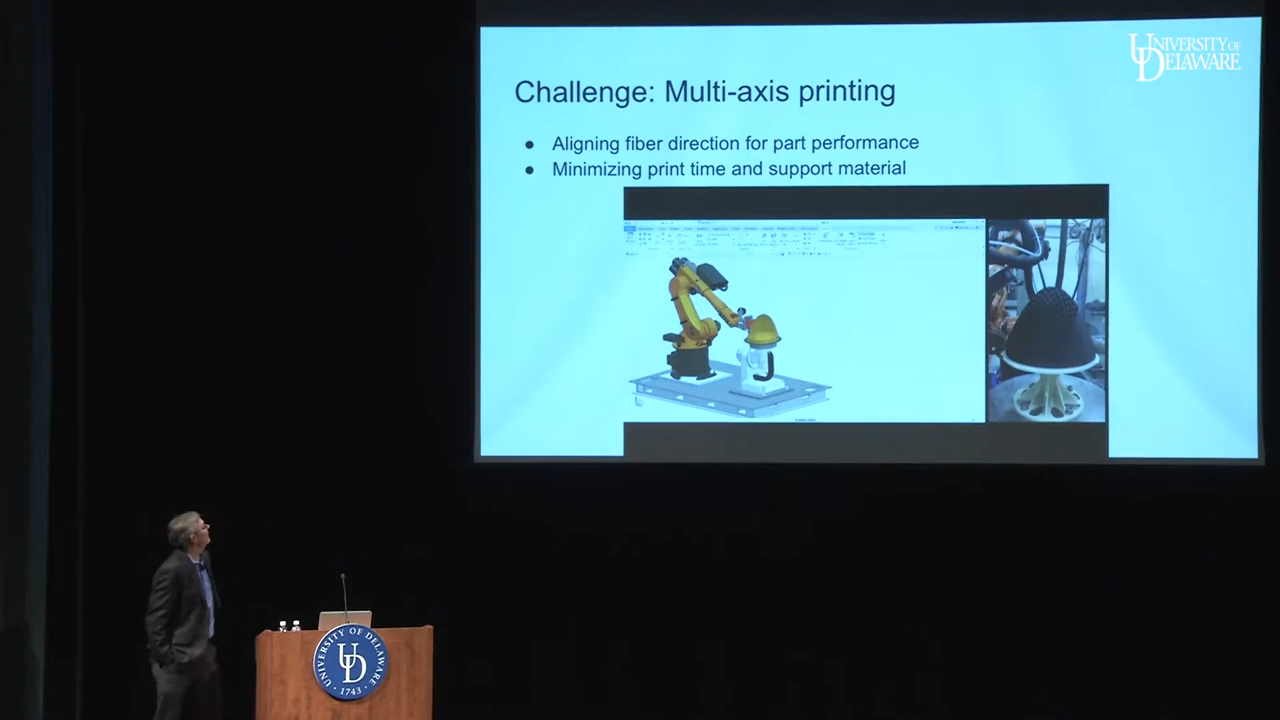 UNIVERSITY OF
DELAWARE
Challenge: Multi-axis printing
● Aligning fiber direction for part performance
● Minimizing print time and support material
UNIVERSITY OF DELAWARE
UD
· 1743 ·